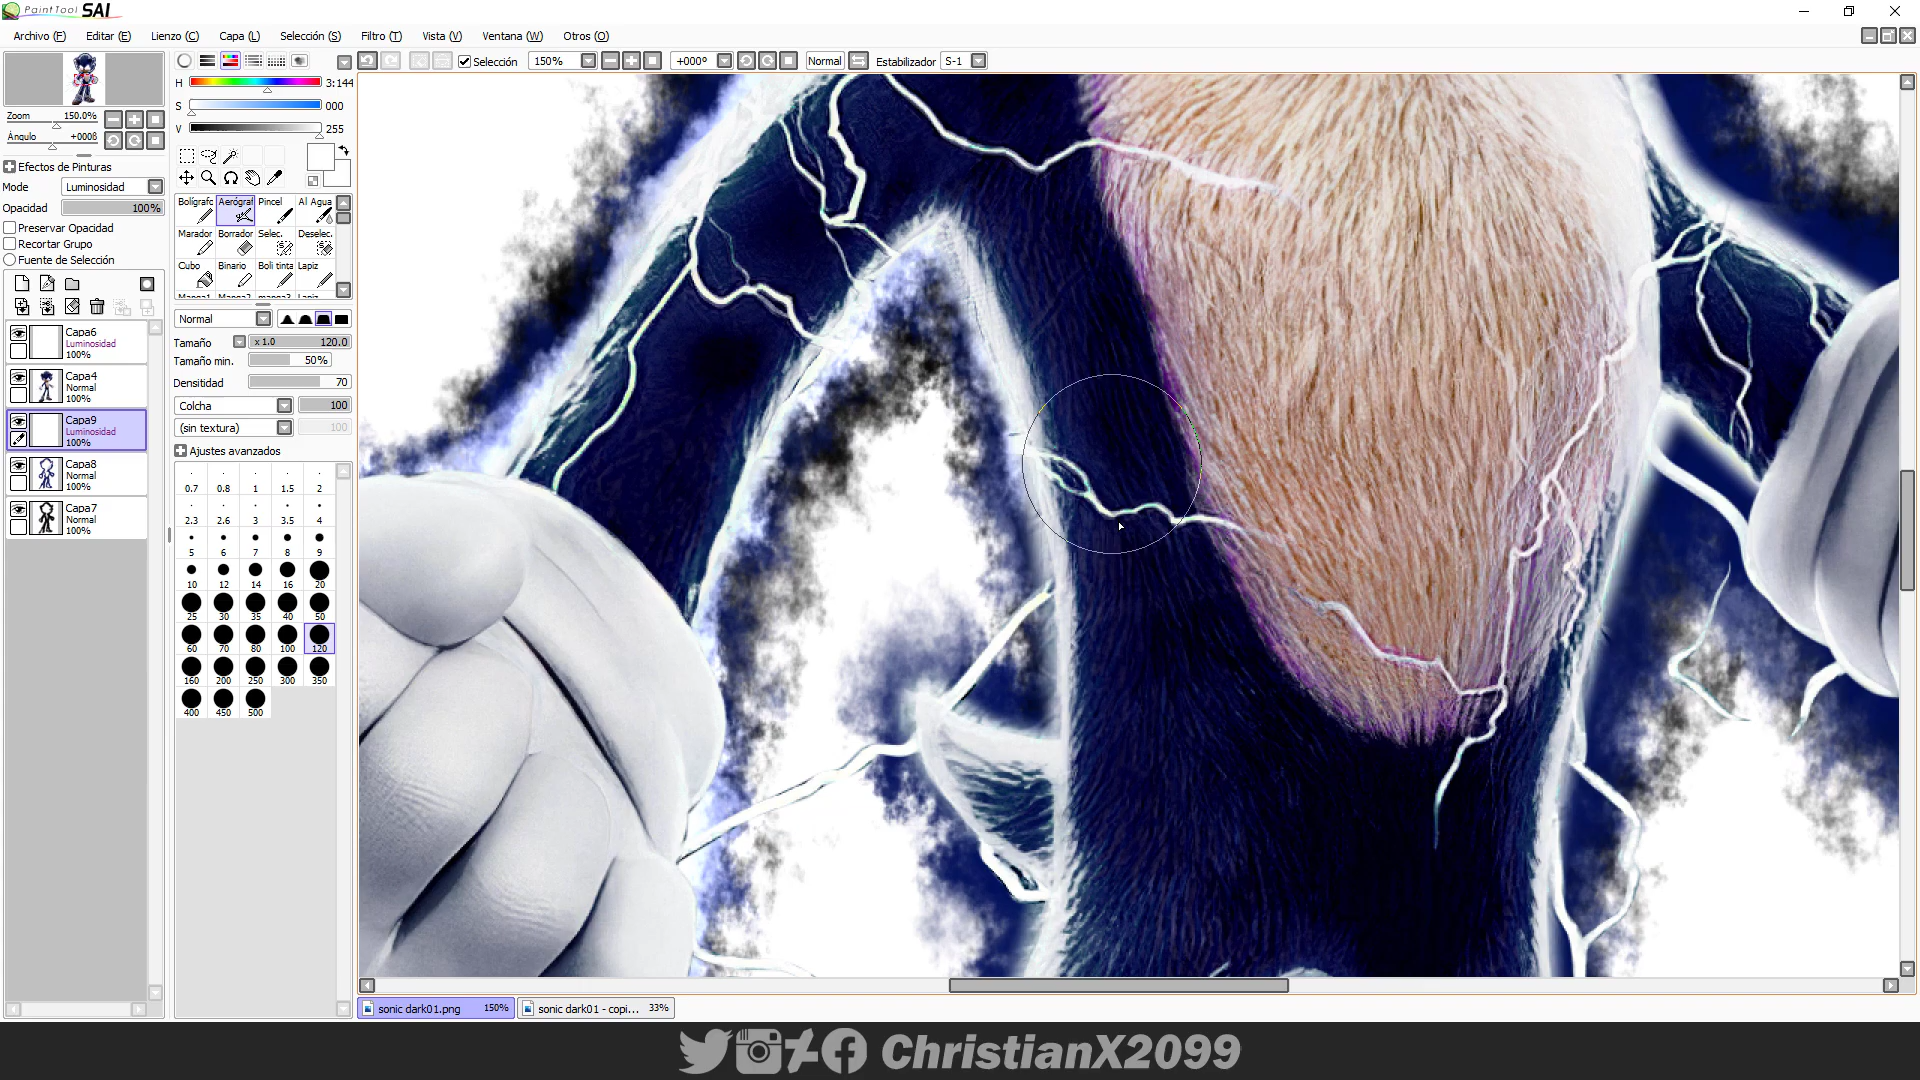 PaintTool SAI
Archivo (F) Editar (E) Lienzo (C) Capa (L) Selección (S) Filtro (T) Vista (V) Ventana (W) Otros (O)
Selección 150% +000° Normal Estabilizador S-1
Zoom 150.0%
Ángulo +000ß
Efectos de Pinturas
Mode Luminosidad
Opacidad 100%
Preservar Opacidad
Recortar Grupo
Fuente de Selección
Capa6
Luminosidad
100%
Capa4
Normal
100%
Capa9
Luminosidad
100%
Capa8
Normal
100%
Capa7
Normal
100%
H 3:144
S 000
V 255
Bolígrafo Aerógraf Pincel Al Agua
Marador Borrador Selec. Deselec.
Cubo Binario Boli tinta Lapiz
Manga1 Manga2 manga3 Lapiz
Normal
Tamaño x 1.0 120.0
Tamaño min. 50%
Densitidad 70
Colcha 100
(sin textura) 100
Ajustes avanzados
0.7 0.8 1 1.5 2
2.3 2.6 3 3.5 4
5 6 7 8 9
10 12 14 16 20
25 30 35 40 50
60 70 80 100 120
160 200 250 300 350
400 450 500
sonic dark01.png 150% sonic dark01 - copi... 33%
ChristianX2099